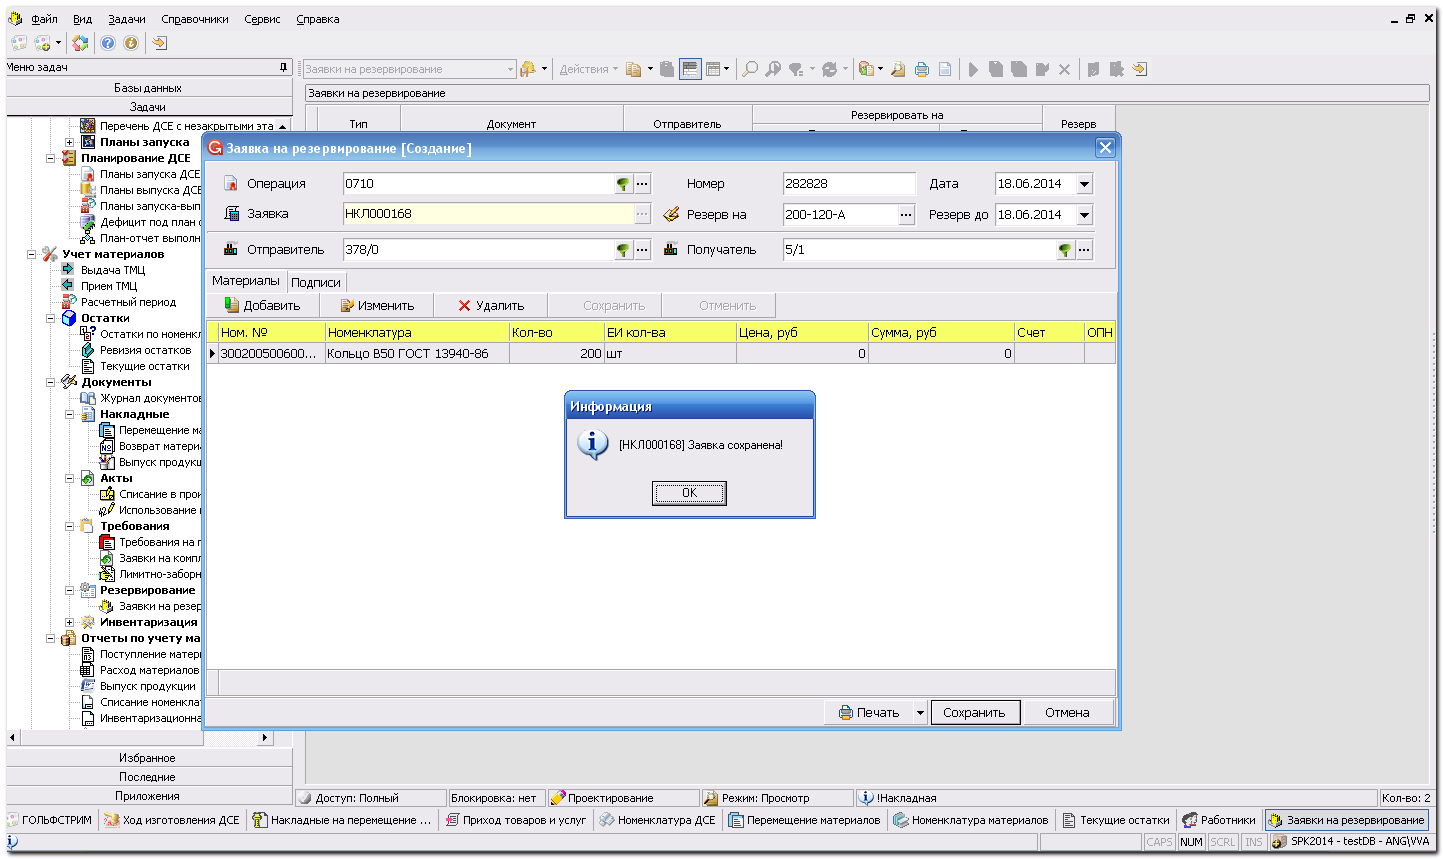 Файл Вид Задачи Справочники Сервис Справка
Меню задач
Заявки на резервирование Действия
Базы данных
Задачи
Заявки на резервирование
Тип Документ Отправитель Резервировать на Резерв
Перечень ДСЕ с незакрытыми эта
Планы запуска
Планирование ДСЕ
Планы запуска ДСЕ
Планы выпуска ДСЕ
Планы запуска-вып
Дефицит под план
План-отчет выполн
Учет материалов
Выдача ТМЦ
Прием ТМЦ
Расчетный период
Остатки
Остатки по номенкл
Ревизия остатков
Текущие остатки
Документы
Журнал документов
Накладные
Перемещение ма
Возврат матери
Выпуск продукц
Акты
Списание в прои
Использование
Требования
Требования на п
Заявки на компл
Лимитно-заборн
Резервирование
Заявки на резер
Инвентаризация
Отчеты по учету ма
Поступление матери
Расход материалов
Выпуск продукции
Списание номенклат
Инвентаризационна
Избранное
Последние
Приложения
Заявка на резервирование [Создание]
Операция 0710 ... Номер 282828 Дата 18.06.2014
Заявка НКЛ000168 ... Резерв на 200-120-А ... Резерв до 18.06.2014
Отправитель 378/0 ... Получатель 5/1 ...
Материалы Подписи
Добавить Изменить Удалить Сохранить Отменить
Ном. № Номенклатура Кол-во ЕИ кол-ва Цена, руб Сумма, руб Счет ОПН
300200500600... Кольцо В50 ГОСТ 13940-86 200 шт 0 0
Информация
[НКЛ000168] Заявка сохранена!
OK
Печать Сохранить Отмена
Доступ: Полный Блокировка: нет Проектирование Режим: Просмотр !Накладная Кол-во: 2
ГОЛЬФСТРИМ Ход изготовления ДСЕ Накладные на перемещение ... Приход товаров и услуг Номенклатура ДСЕ Перемещение материалов Номенклатура материалов Текущие остатки Работники Заявки на резервирование
CAPS NUM SCRL INS SPK2014 - testDB - ANG\VVA